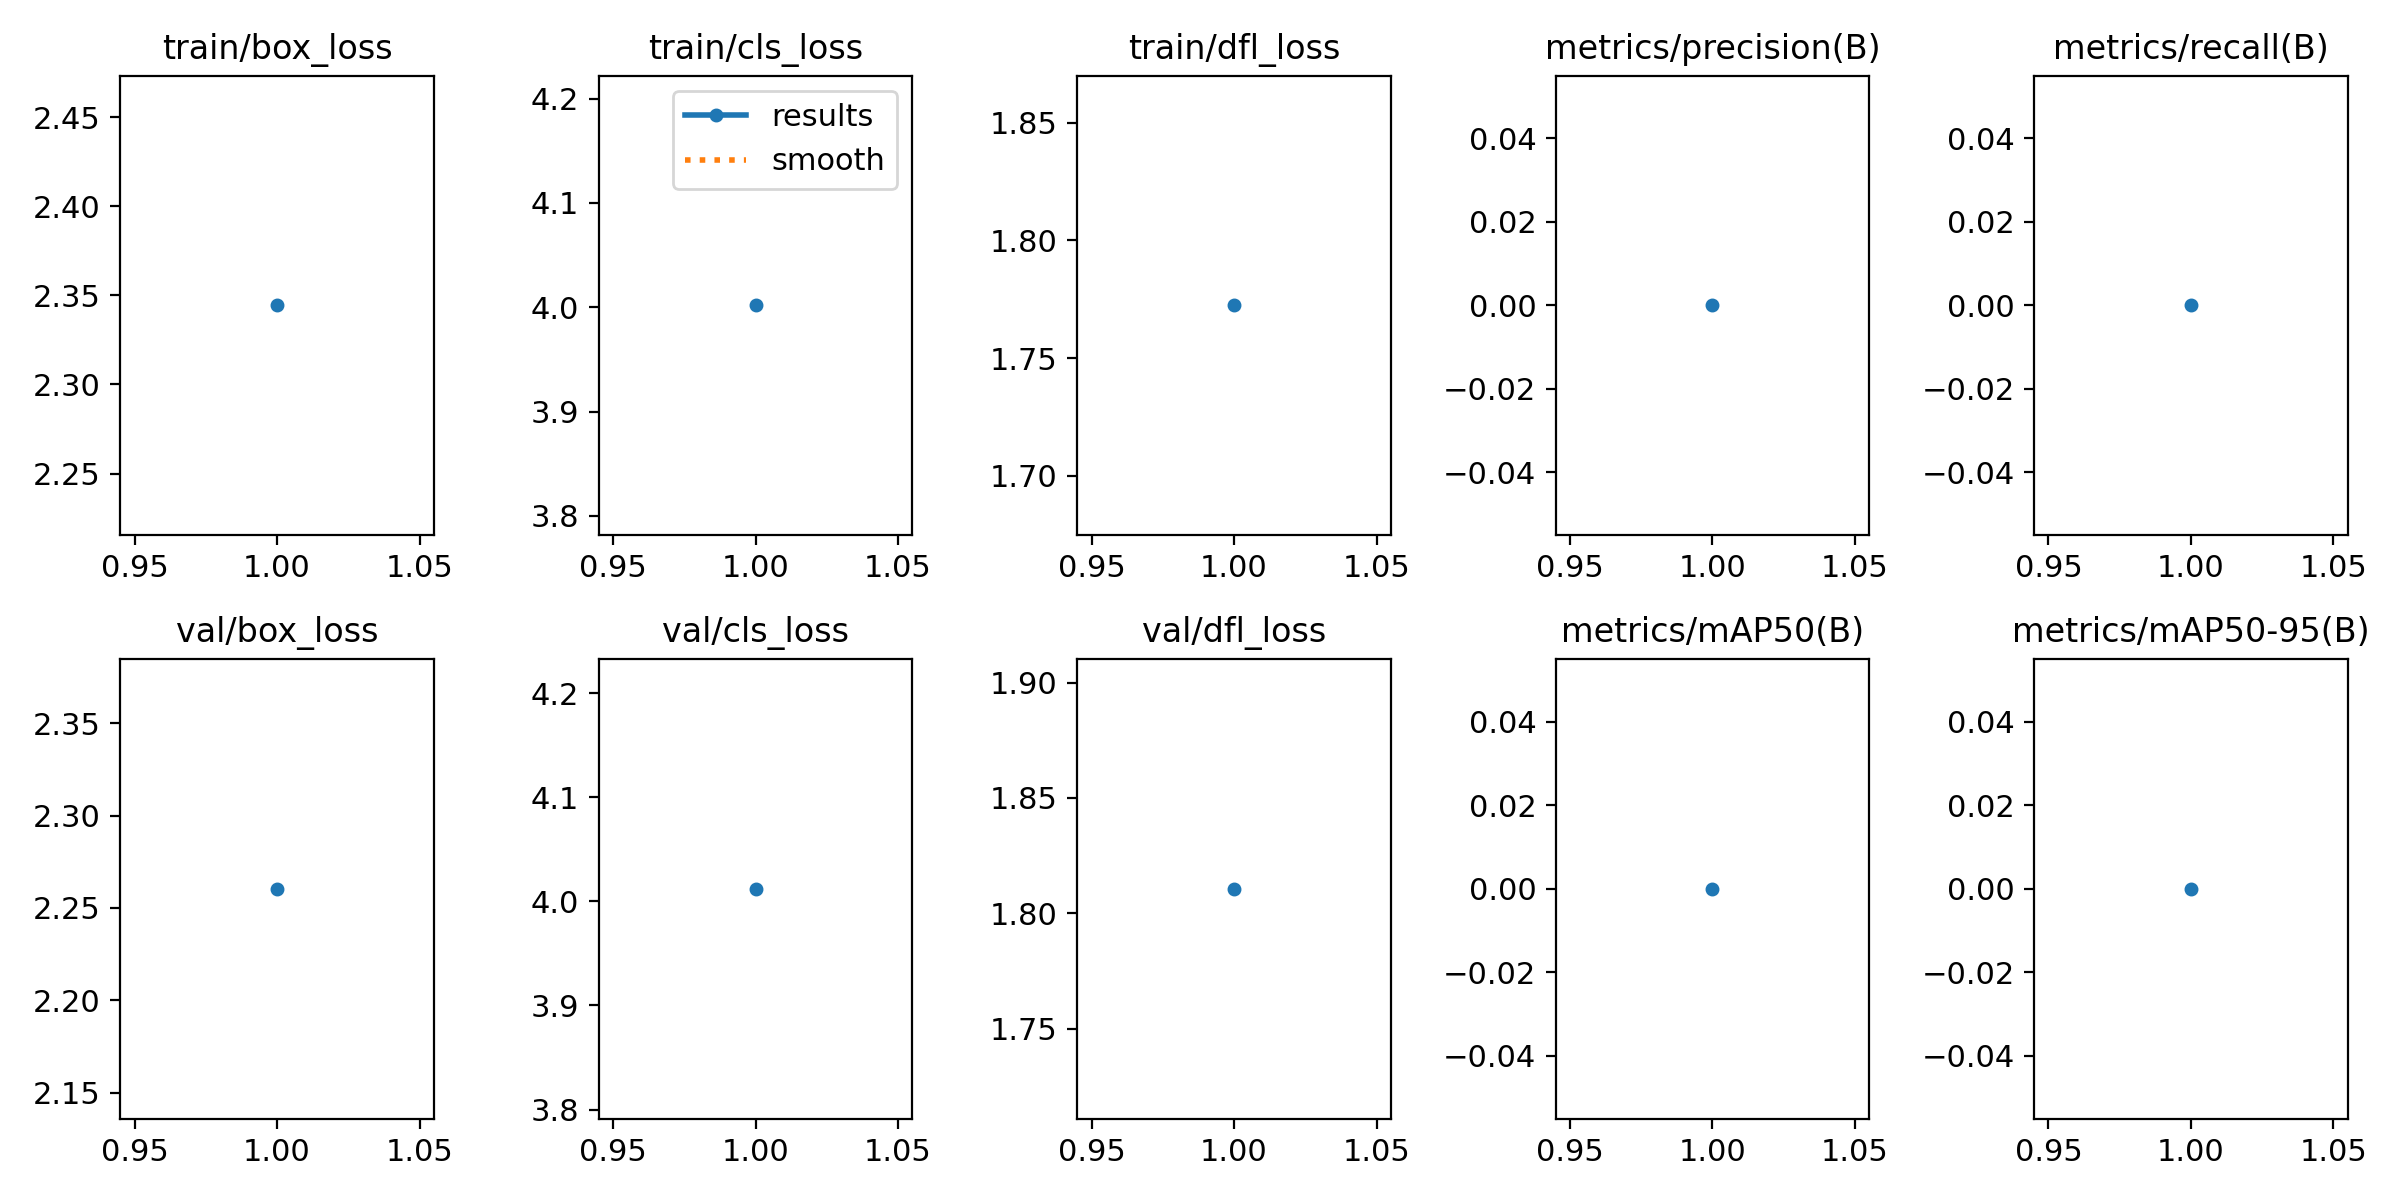 train/box_loss
2.45
2.40
2.35
2.30
2.25
0.95 1.00 1.05
train/cls_loss
results
smooth
4.2
4.1
4.0
3.9
3.8
0.95 1.00 1.05
train/dfl_loss
1.85
1.80
1.75
1.70
0.95 1.00 1.05
metrics/precision(B)
0.04
0.02
0.00
−0.02
−0.04
0.95 1.00 1.05
metrics/recall(B)
0.04
0.02
0.00
−0.02
−0.04
0.95 1.00 1.05
val/box_loss
2.35
2.30
2.25
2.20
2.15
0.95 1.00 1.05
val/cls_loss
4.2
4.1
4.0
3.9
3.8
0.95 1.00 1.05
val/dfl_loss
1.90
1.85
1.80
1.75
0.95 1.00 1.05
metrics/mAP50(B)
0.04
0.02
0.00
−0.02
−0.04
0.95 1.00 1.05
metrics/mAP50-95(B)
0.04
0.02
0.00
−0.02
−0.04
0.95 1.00 1.05